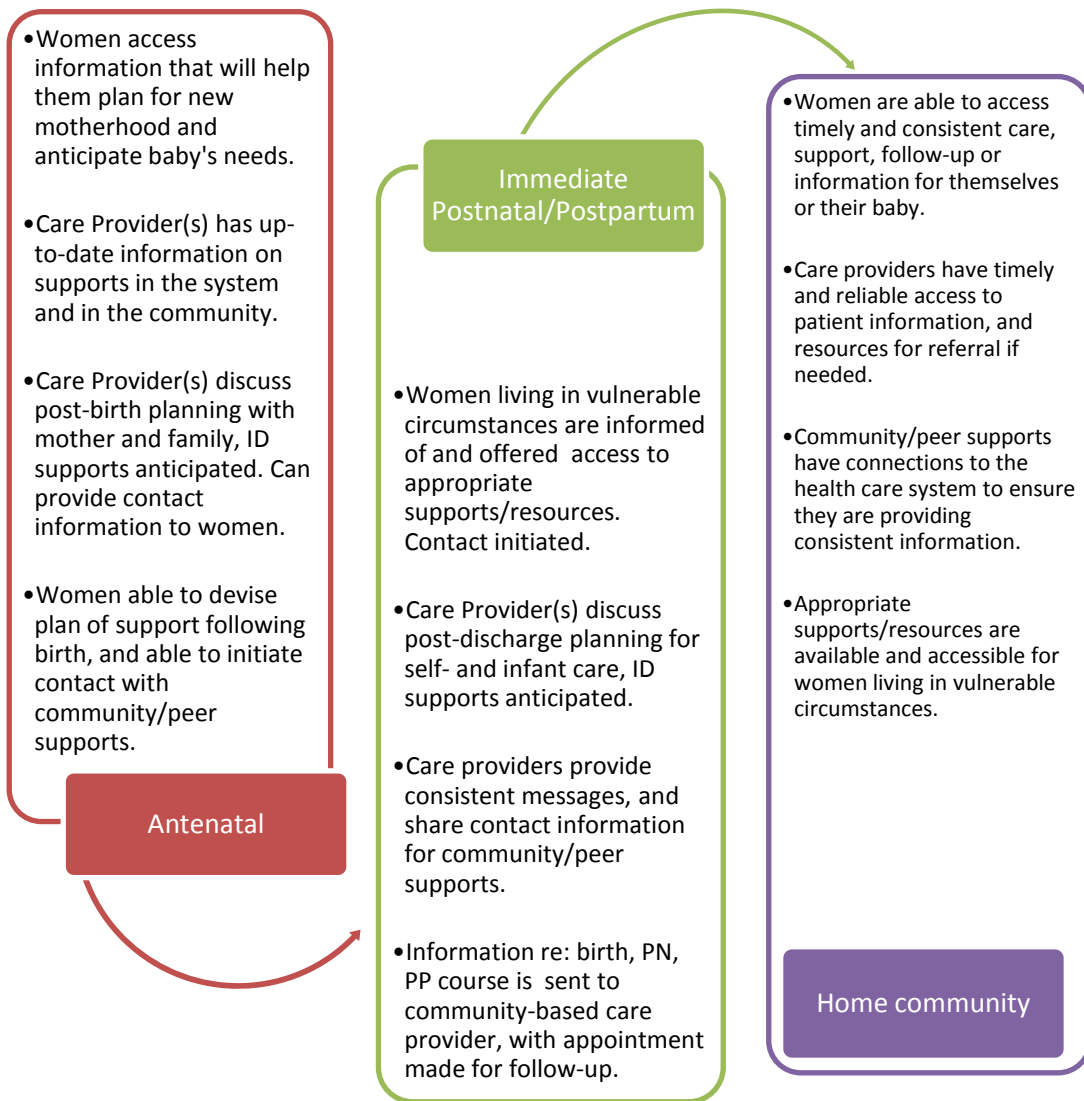 •Women access
information that will help
them plan for new
motherhood and
anticipate baby's needs.
•Care Provider(s) has up-
to-date information on
supports in the system
and in the community.
•Care Provider(s) discuss
post-birth planning with
mother and family, ID
supports anticipated. Can
provide contact
information to women.
•Women able to devise
plan of support following
birth, and able to initiate
contact with
community/peer
supports.
Antenatal
Immediate
Postnatal/Postpartum
•Women living in vulnerable
circumstances are informed
of and offered  access to
appropriate
supports/resources.
Contact initiated.
•Care Provider(s) discuss
post-discharge planning for
self- and infant care, ID
supports anticipated.
•Care providers provide
consistent messages, and
share contact information
for community/peer
supports.
•Information re: birth, PN,
PP course is  sent to
community-based care
provider, with appointment
made for follow-up.
•Women are able to access
timely and consistent care,
support, follow-up or
information for themselves
or their baby.
•Care providers have timely
and reliable access to
patient information, and
resources for referral if
needed.
•Community/peer supports
have connections to the
health care system to ensure
they are providing
consistent information.
•Appropriate
supports/resources are
available and accessible for
women living in vulnerable
circumstances.
Home community